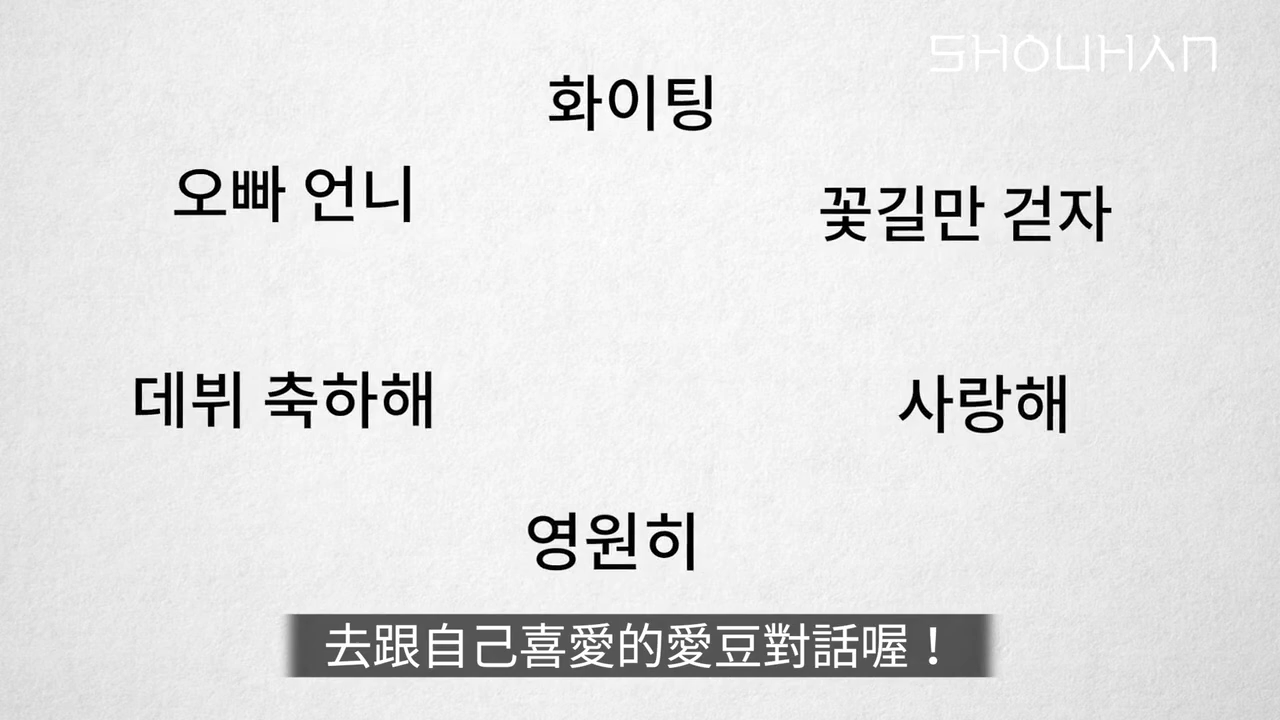 SHOUHAN
화이팅
오빠 언니
꽃길만 걷자
데뷔 축하해
사랑해
영원히
去跟自己喜愛的愛豆對話喔！